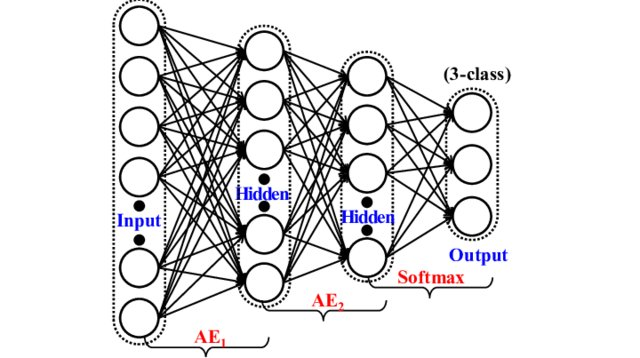 (3-class)
Hidden
Input
Hidden
Output
Softmax
AE2
AE1